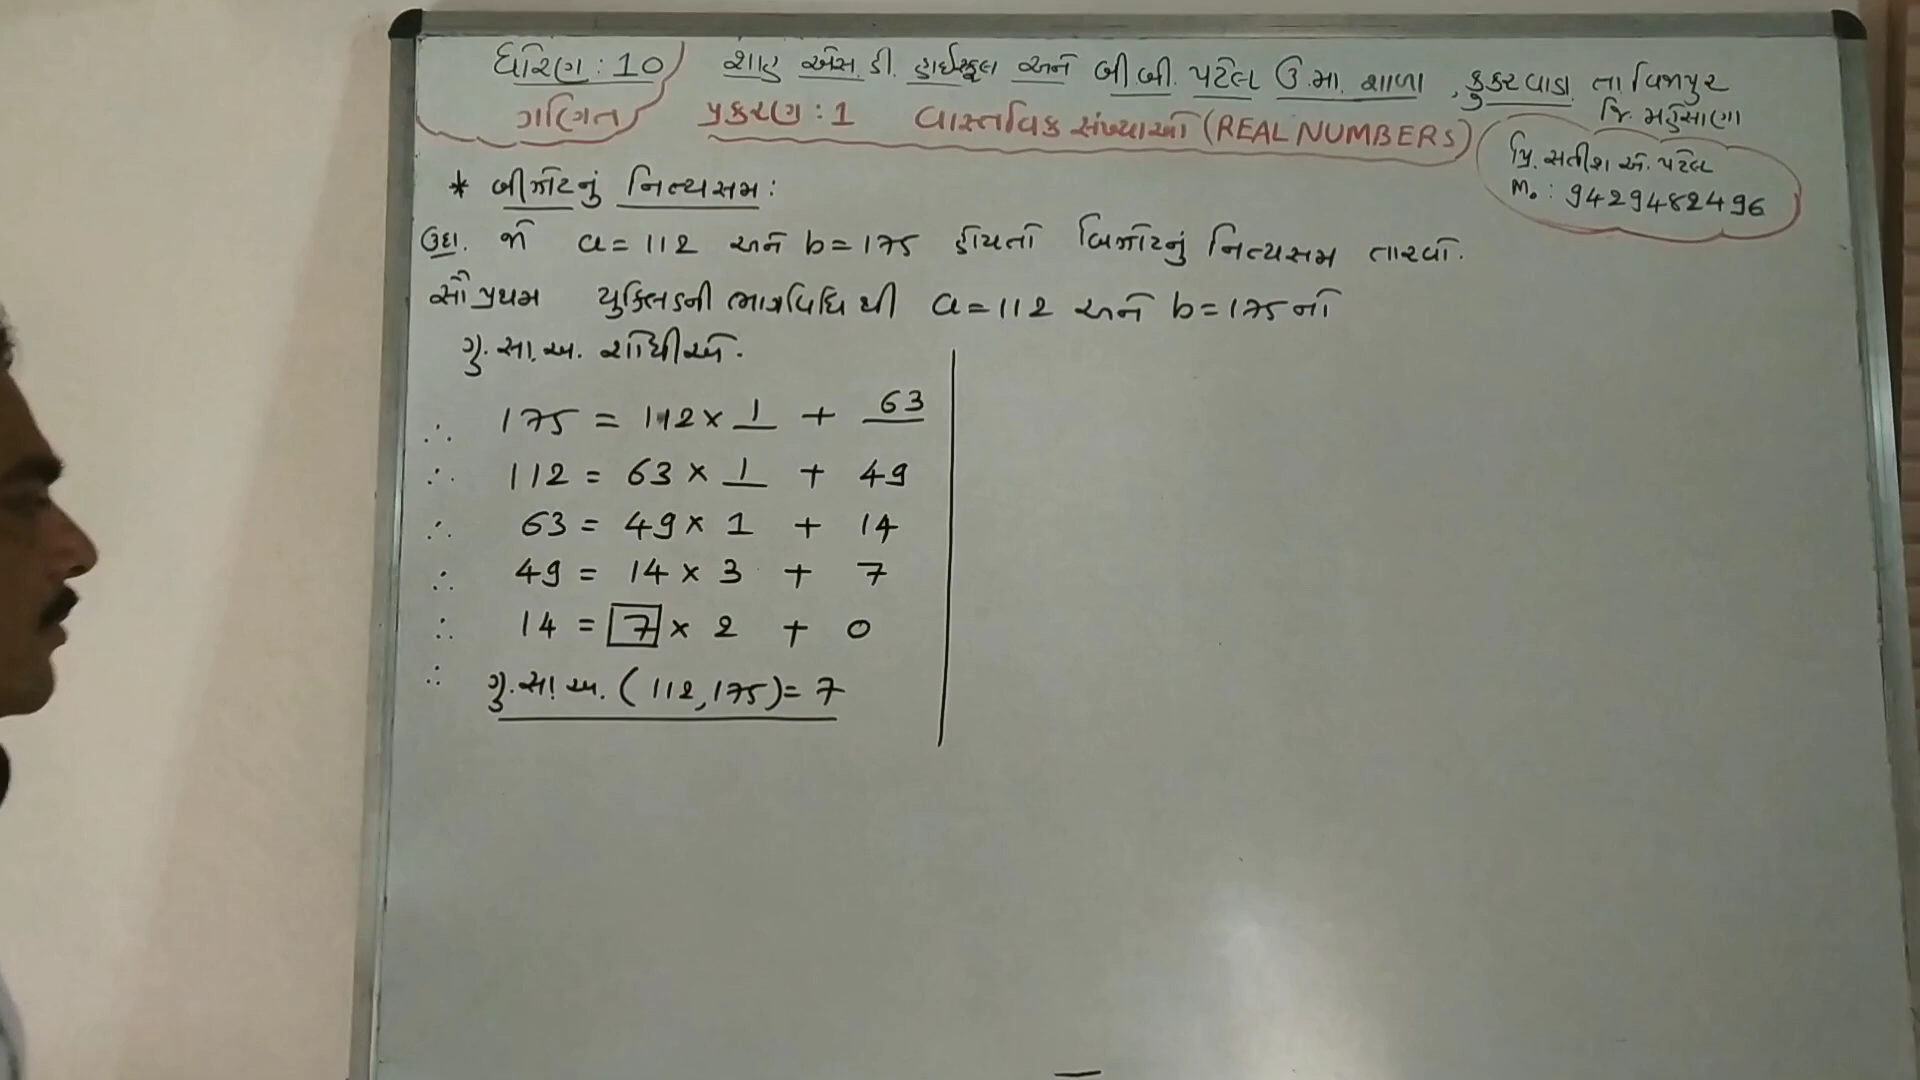 ધોરણ : 10 શાહ એસ.ડી. હાઈસ્કૂલ અને બી.બી. પટેલ ઉ.મા. શાળા, કુકરવાડા તા વિજાપુર
જિ. મહેસાણા
ગણિત પ્રકરણ : 1 વાસ્તવિક સંખ્યાઓ (REAL NUMBERS)
પ્રિ. સતીશ એ. પટેલ
M. : 9429482496
* બીઝોટનું નિત્યસમ :
ઉદા. જો a = 112 અને b = 175 હોયતો બિઝોટનું નિત્યસમ તારવો.
સૌ પ્રથમ યુક્લિડની ભાગવિધિ થી a = 112 અને b = 175 નો
ગુ.સા.અ. શોધીએ.
∴ 175 = 112 × 1 + 63
∴ 112 = 63 × 1 + 49
∴ 63 = 49 × 1 + 14
∴ 49 = 14 × 3 + 7
∴ 14 = 7 × 2 + 0
∴ ગુ.સા.અ. (112, 175) = 7